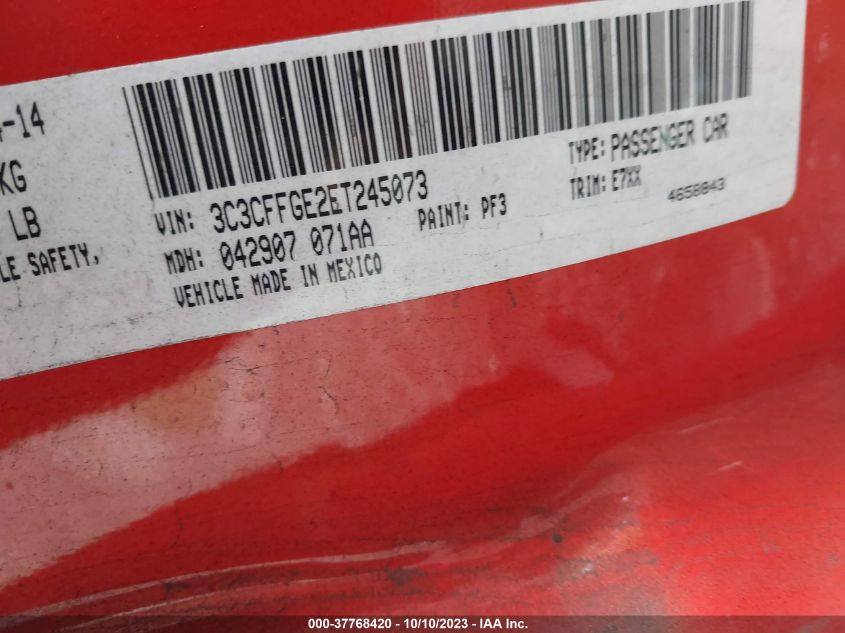 -14
KG
LB
LE SAFETY,
VIN: 3C3CFFGE2ET245073
MDH: 042907 071AA
VEHICLE MADE IN MEXICO
PAINT: PF3
TYPE: PASSENGER CAR
TRIM: E7XX
4658843
000-37768420 - 10/10/2023 - IAA Inc.